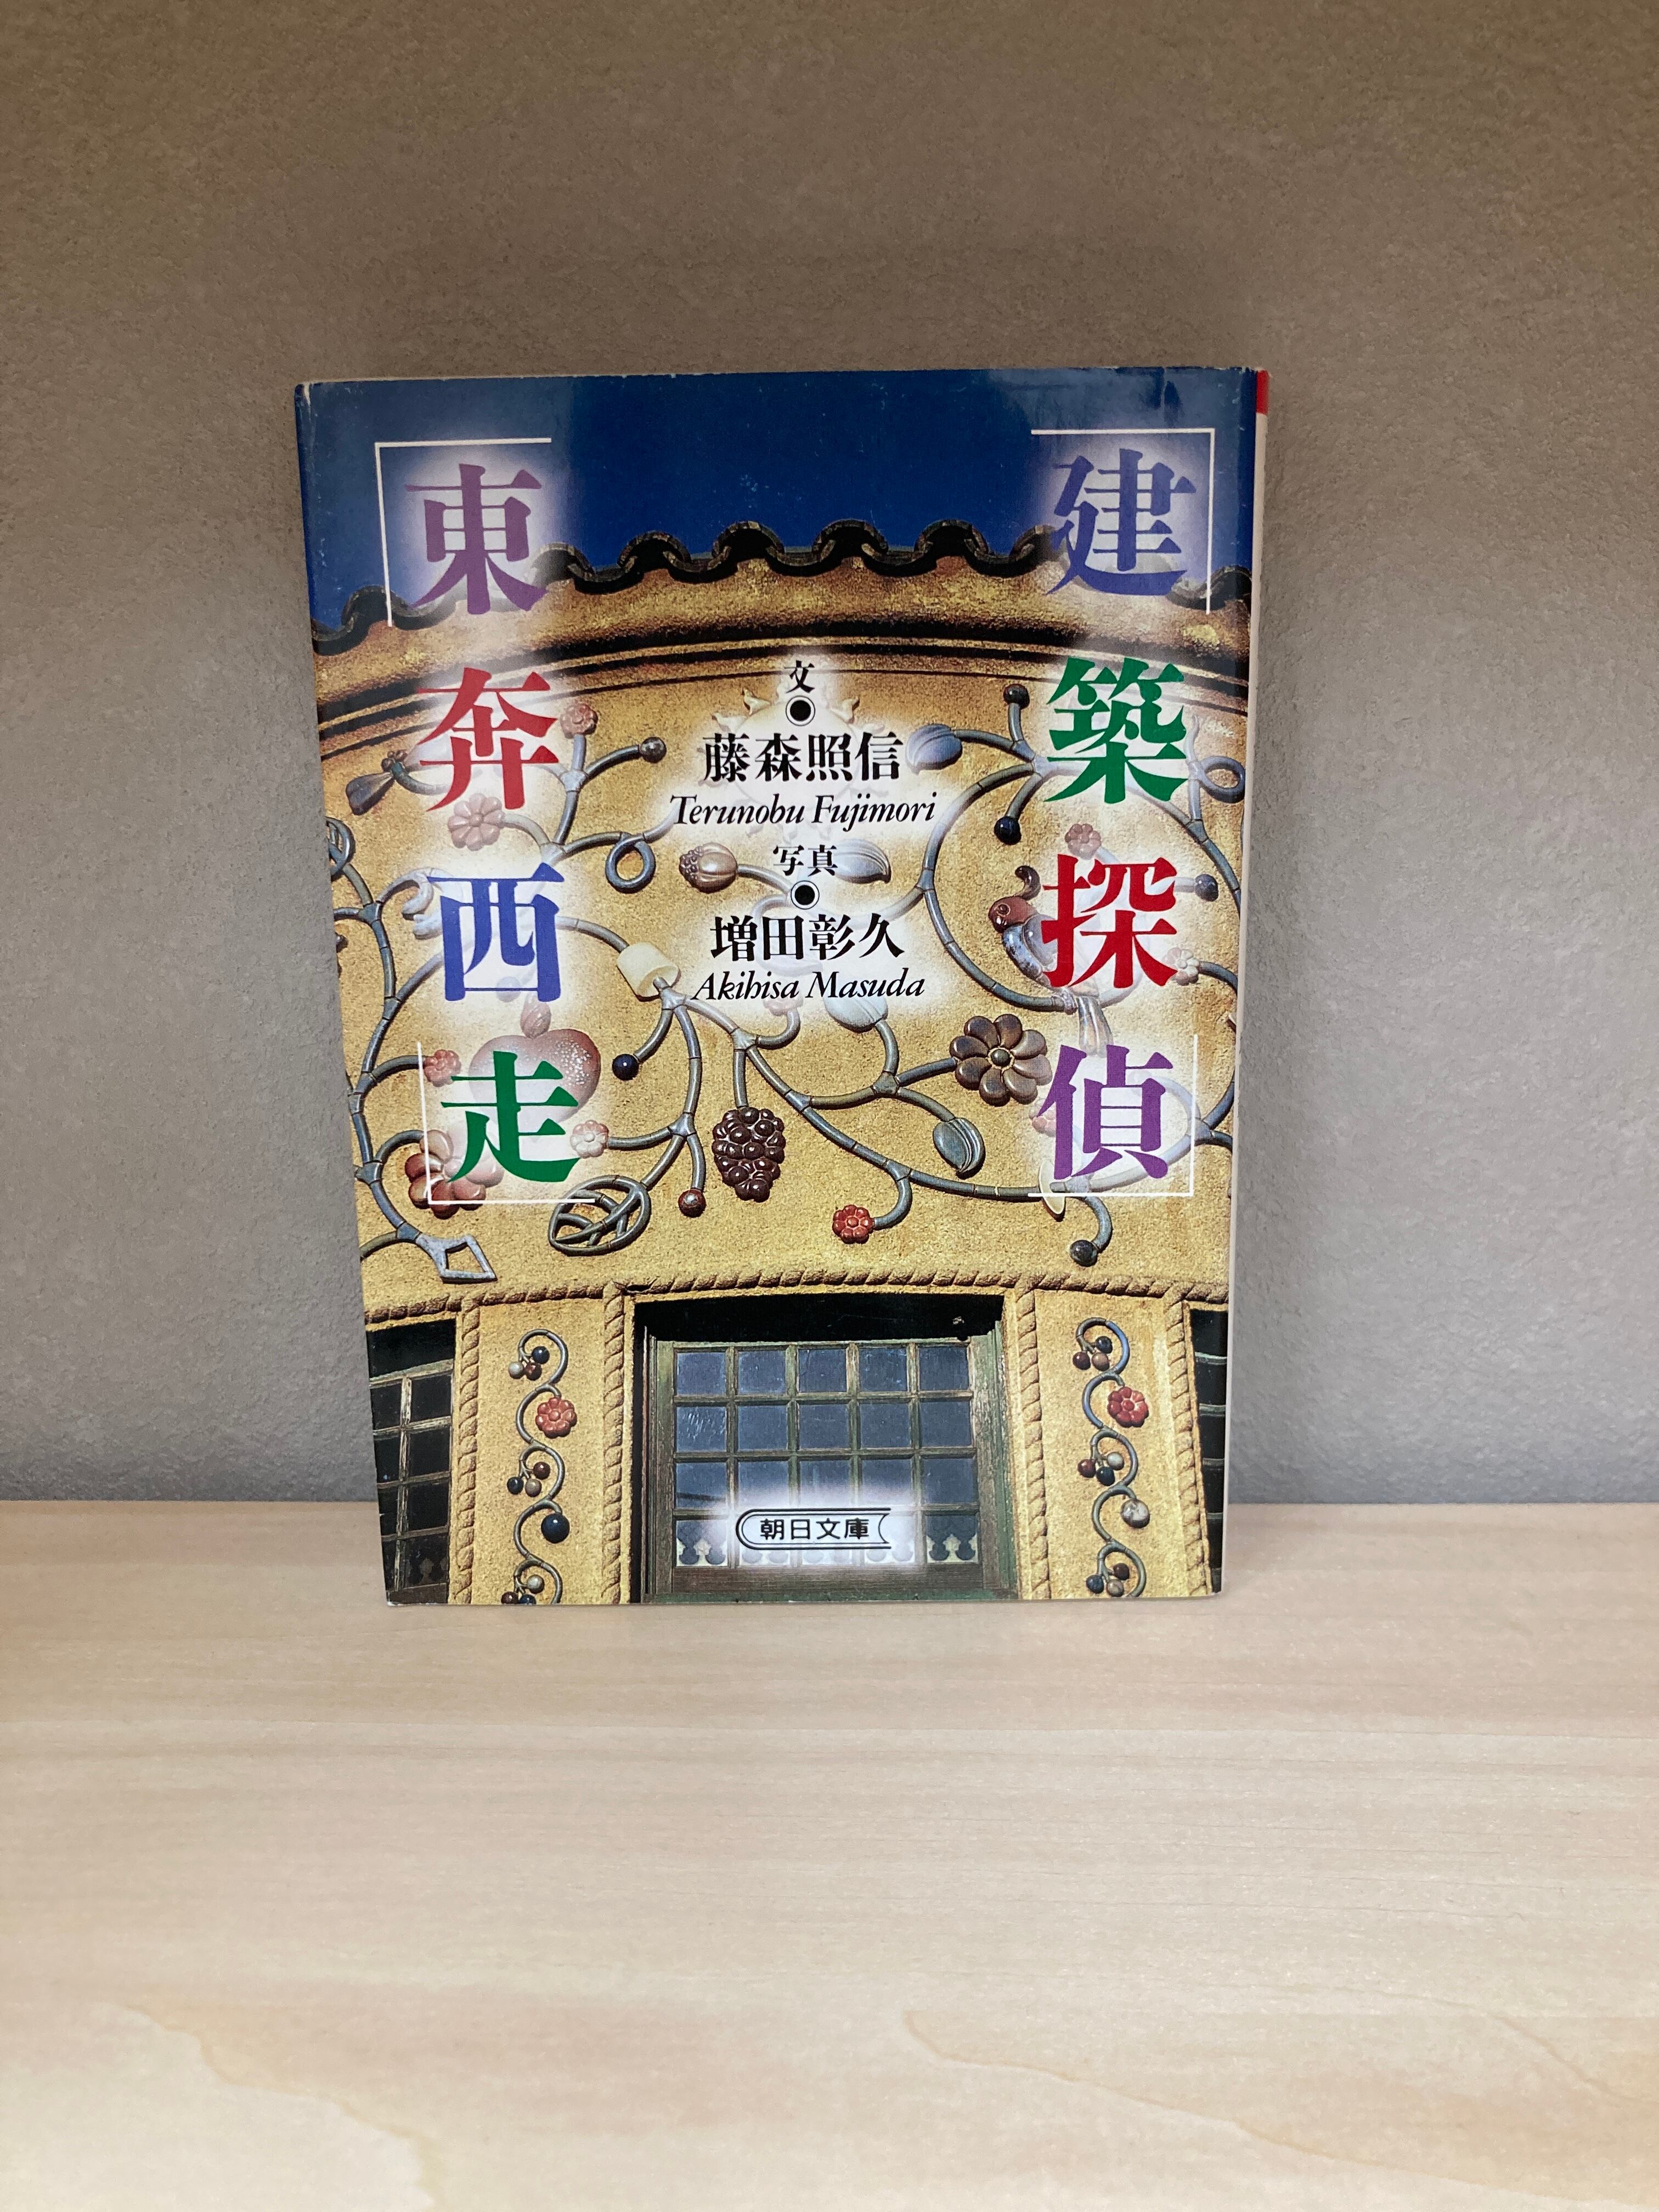 建築探偵
東奔西走
文
藤森照信
Terunobu Fujimori
写真
増田彰久
Akihisa Masuda
朝日文庫